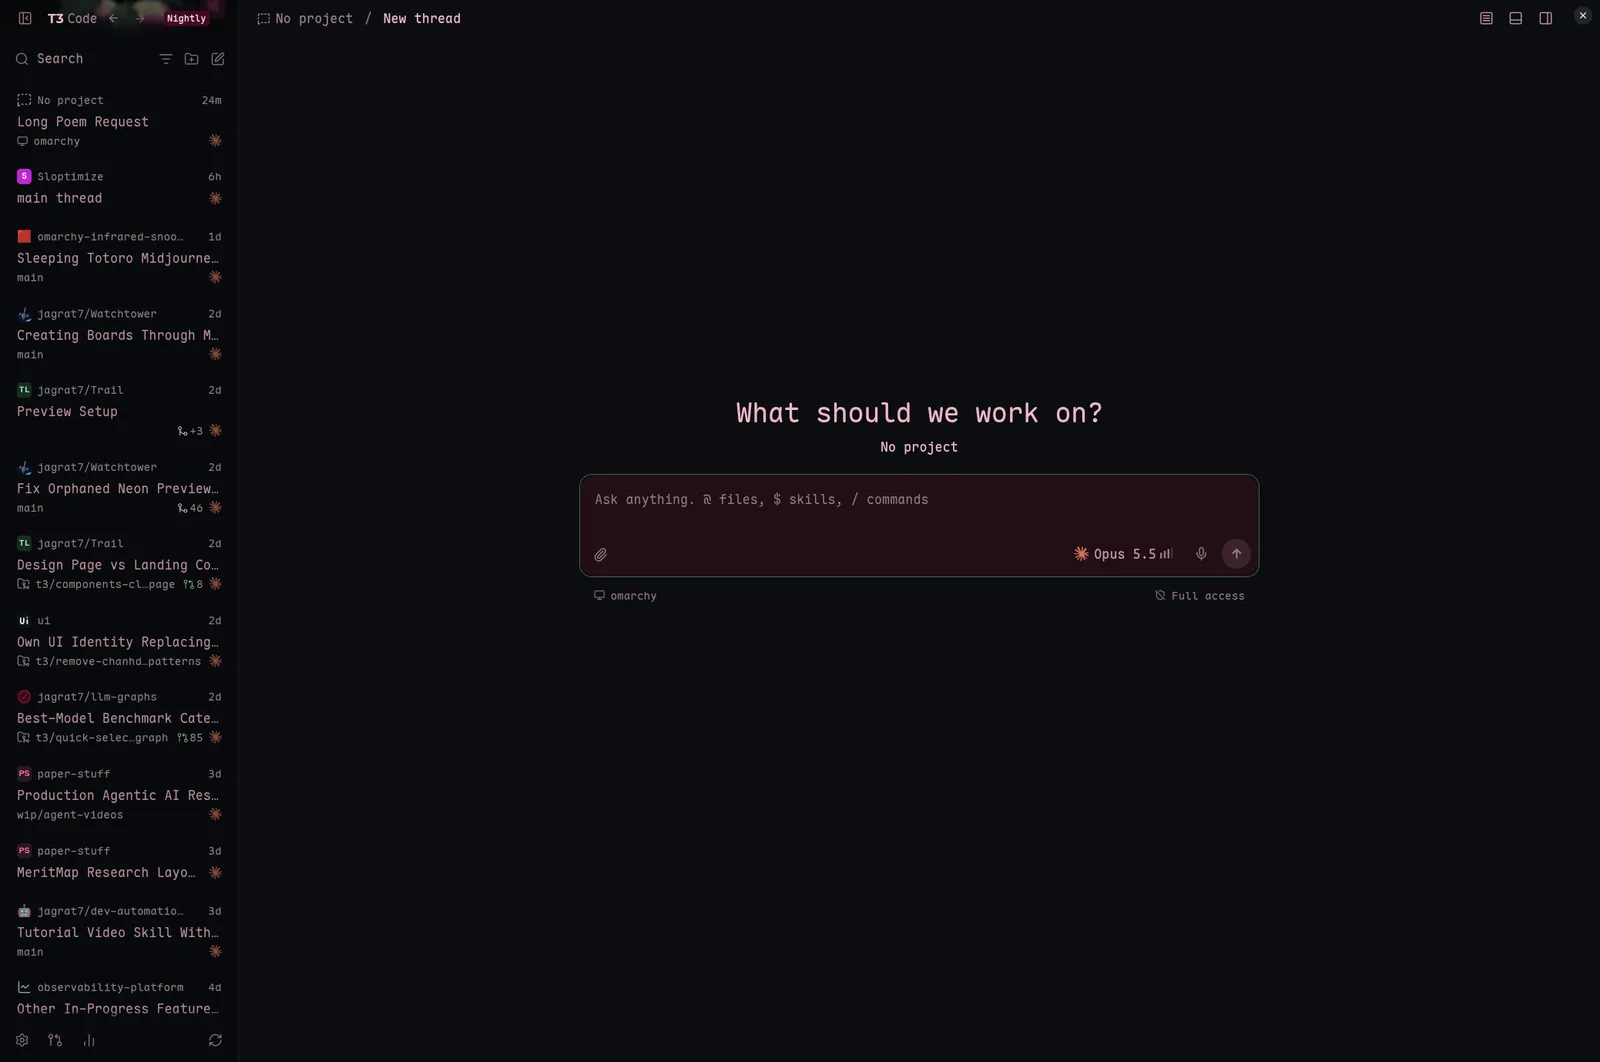 T3 Code Nightly
No project / New thread
Search
No project 24m
Long Poem Request
omarchy
S Sloptimize 6h
main thread
omarchy-infrared-snoo… 1d
Sleeping Totoro Midjourne…
main
jagrat7/Watchtower 2d
Creating Boards Through M…
main
TL jagrat7/Trail 2d
Preview Setup
+3
jagrat7/Watchtower 2d
Fix Orphaned Neon Preview…
main 46
TL jagrat7/Trail 2d
Design Page vs Landing Co…
t3/components-cl…page 8
Ui ui 2d
Own UI Identity Replacing…
t3/remove-chanhd…patterns
jagrat7/llm-graphs 2d
Best-Model Benchmark Cate…
t3/quick-selec…graph 85
PS paper-stuff 3d
Production Agentic AI Res…
wip/agent-videos
PS paper-stuff 3d
MeritMap Research Layo…
jagrat7/dev-automatio… 3d
Tutorial Video Skill With…
main
observability-platform 4d
Other In-Progress Feature…
What should we work on?
No project
Ask anything. @ files, $ skills, / commands
Opus 5.5
omarchy
Full access